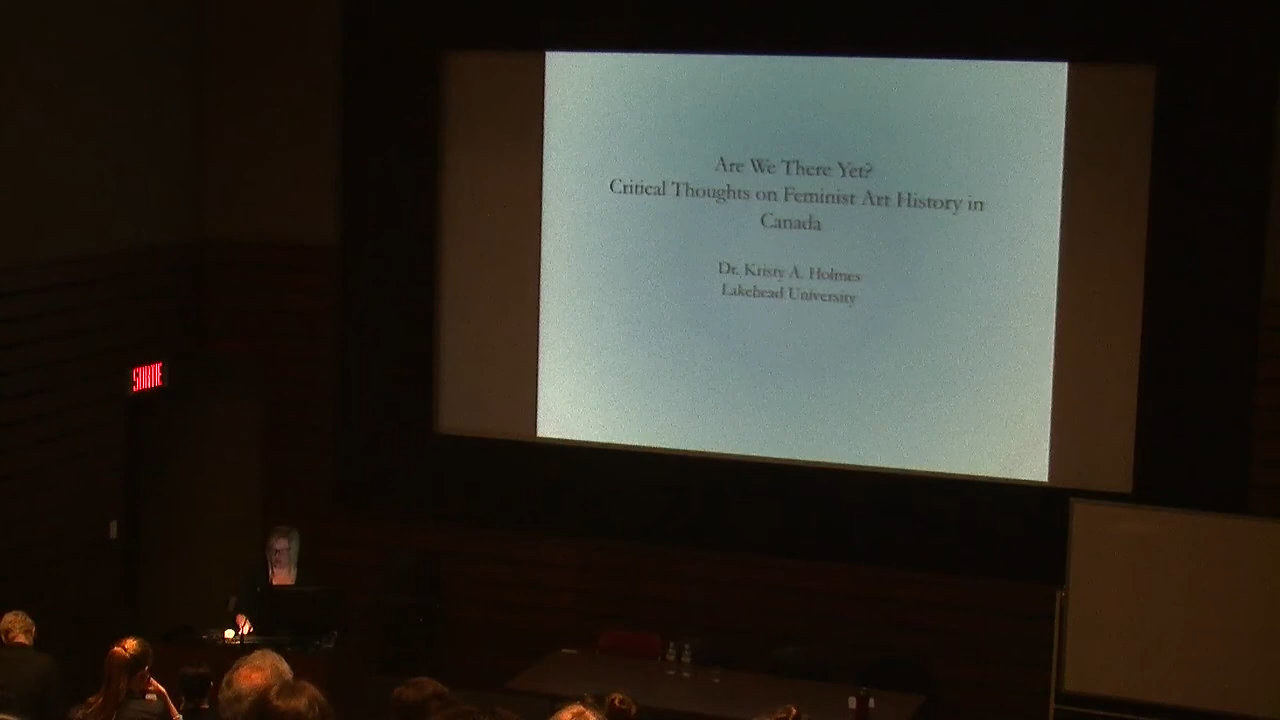 Are We There Yet?
Critical Thoughts on Feminist Art History in
Canada
Dr. Kristy A. Holmes
Lakehead University
SORTIE